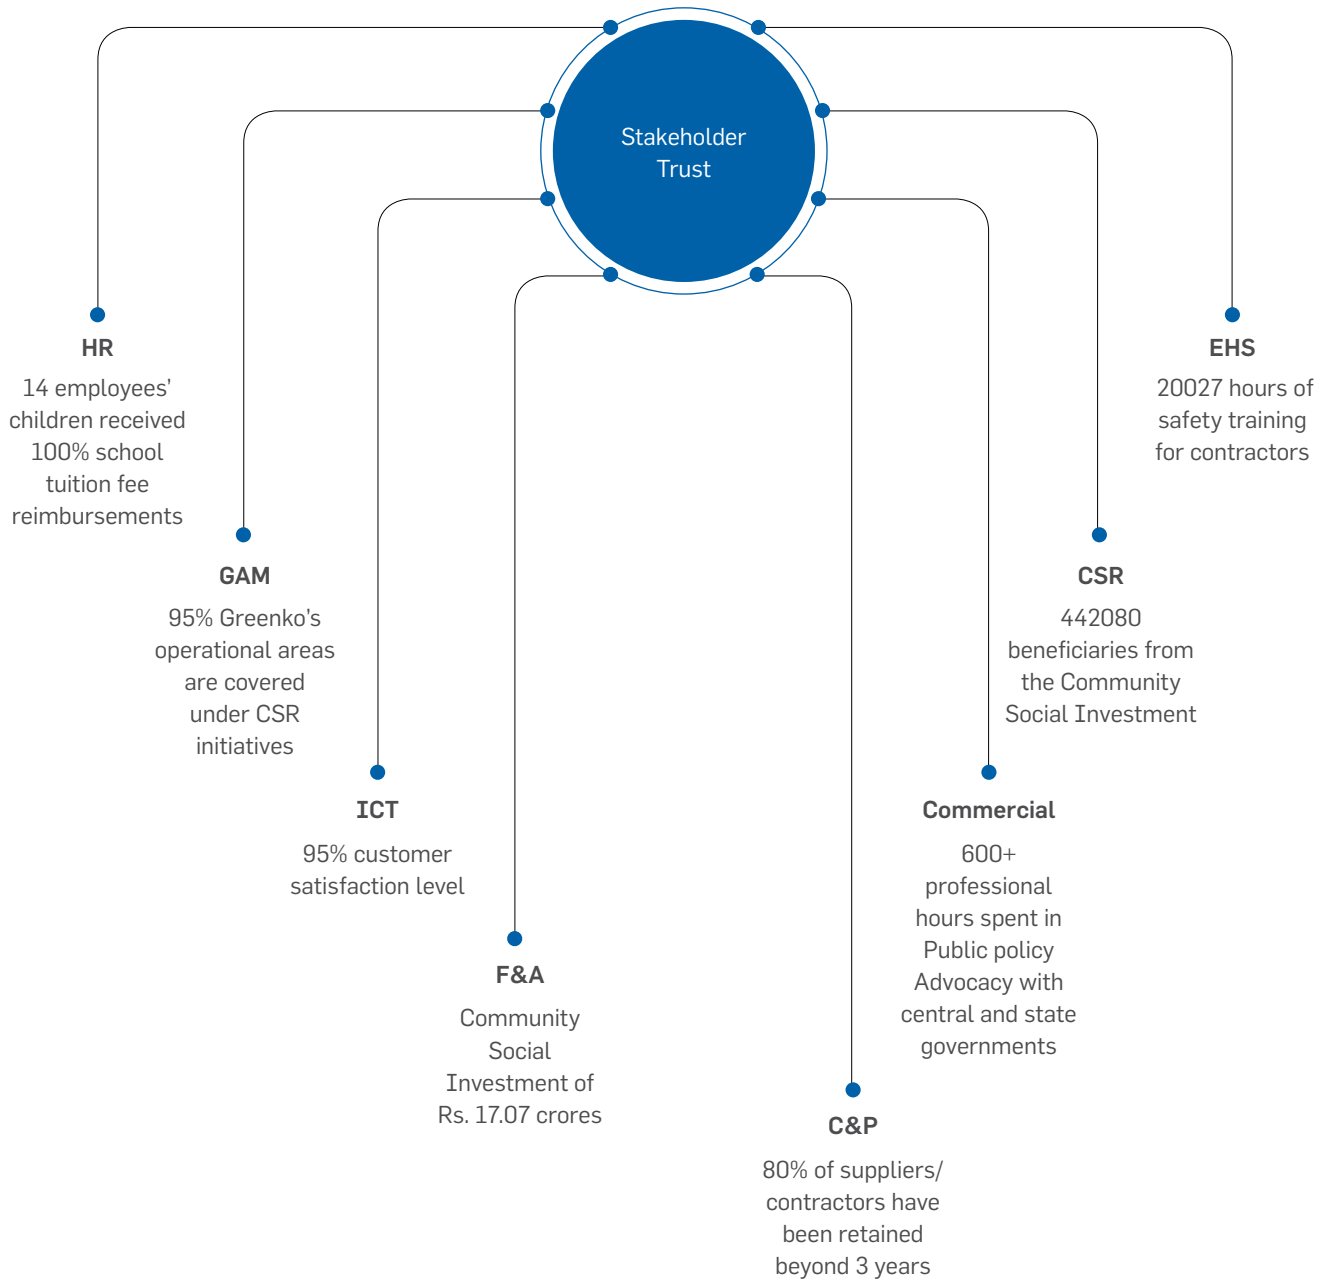 Stakeholder
Trust
HR
14 employees'
children received
100% school
tuition fee
reimbursements
EHS
20027 hours of
safety training
for contractors
GAM
95% Greenko's
operational areas
are covered
under CSR
initiatives
CSR
442080
beneficiaries from
the Community
Social Investment
ICT
95% customer
satisfaction level
Commercial
600+
professional
hours spent in
Public policy
Advocacy with
central and state
governments
F&A
Community
Social
Investment of
Rs. 17.07 crores
C&P
80% of suppliers/
contractors have
been retained
beyond 3 years